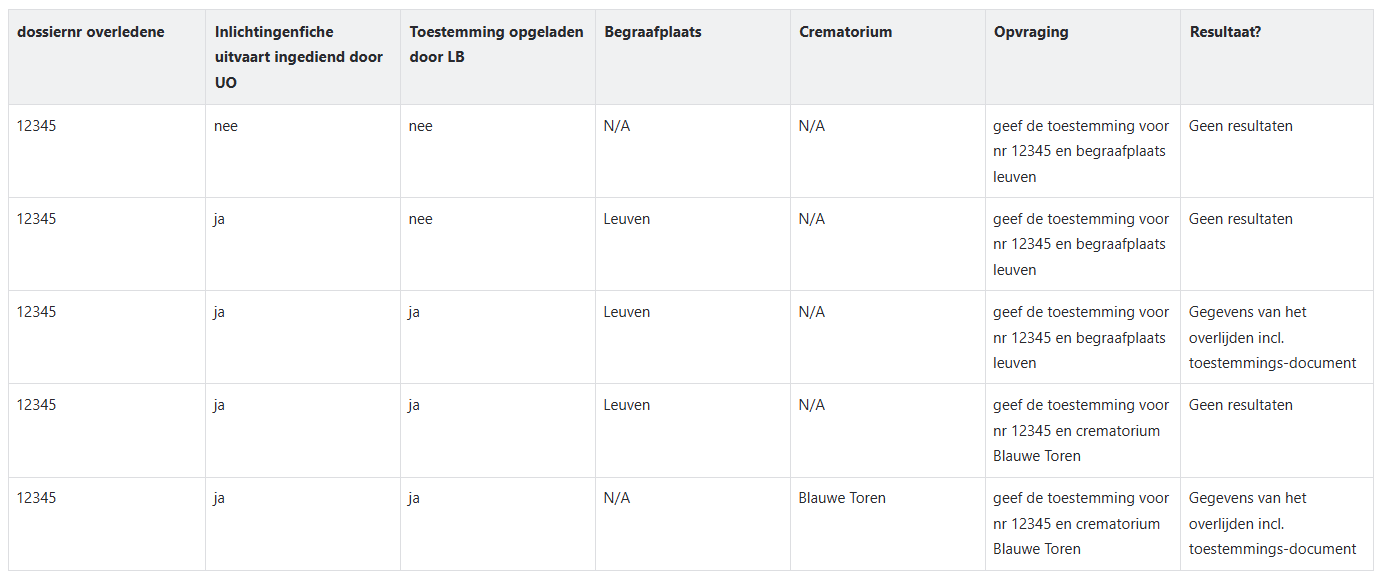 dossiernr overledene
Inlichtingenfiche
uitvaart ingediend door
UO
Toestemming opgeladen
door LB
Begraafplaats
Crematorium
Opvraging
Resultaat?
12345
nee
nee
N/A
N/A
geef de toestemming voor
nr 12345 en begraafplaats
leuven
Geen resultaten
12345
ja
nee
Leuven
N/A
geef de toestemming voor
nr 12345 en begraafplaats
leuven
Geen resultaten
12345
ja
ja
Leuven
N/A
geef de toestemming voor
nr 12345 en begraafplaats
leuven
Gegevens van het
overlijden incl.
toestemmings-document
12345
ja
ja
Leuven
N/A
geef de toestemming voor
nr 12345 en crematorium
Blauwe Toren
Geen resultaten
12345
ja
ja
N/A
Blauwe Toren
geef de toestemming voor
nr 12345 en crematorium
Blauwe Toren
Gegevens van het
overlijden incl.
toestemmings-document